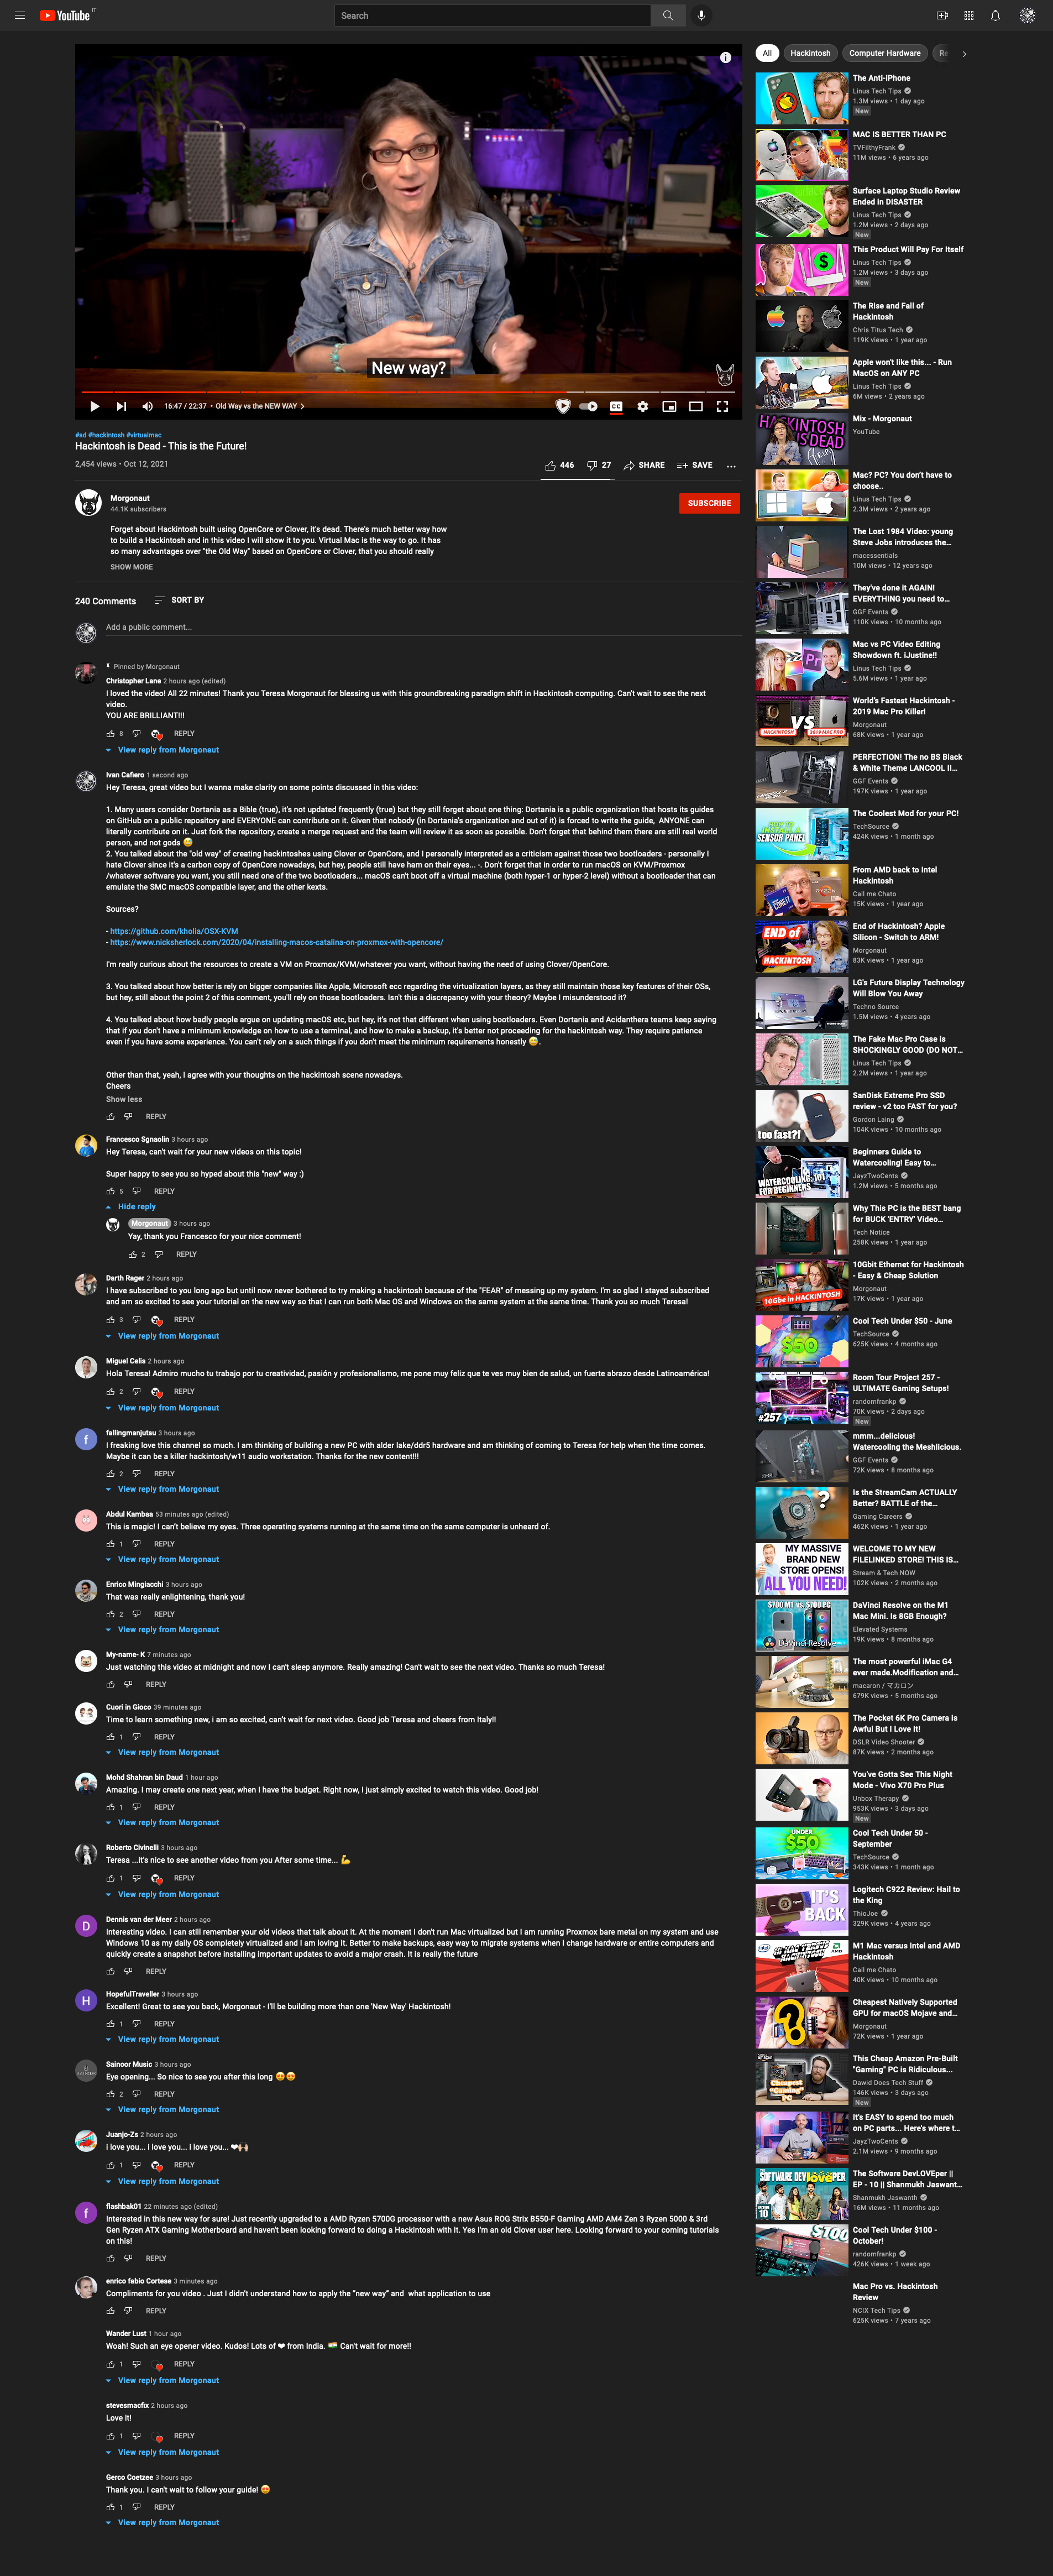 YouTube IT
Search
New way?
16:47 / 22:37 • Old Way vs the NEW WAY
#ad #hackintosh #virtualmac
Hackintosh is Dead - This is the Future!
2,454 views • Oct 12, 2021
446 27 SHARE SAVE
Morgonaut
44.1K subscribers
SUBSCRIBE
Forget about Hackintosh built using OpenCore or Clover, it's dead. There's much better way how
to build a Hackintosh and in this video I will show it to you. Virtual Mac is the way to go. It has
so many advantages over "the Old Way" based on OpenCore or Clover, that you should really
SHOW MORE
240 Comments SORT BY
Add a public comment...
Pinned by Morgonaut
Christopher Lane 2 hours ago (edited)
I loved the video! All 22 minutes! Thank you Teresa Morgonaut for blessing us with this groundbreaking paradigm shift in Hackintosh computing. Can't wait to see the next
video.
YOU ARE BRILLIANT!!!
8 REPLY
View reply from Morgonaut
Ivan Cafiero 1 second ago
Hey Teresa, great video but I wanna make clarity on some points discussed in this video:
1. Many users consider Dortania as a Bible (true), it's not updated frequently (true) but they still forget about one thing: Dortania is a public organization that hosts its guides
on GitHub on a public repository and EVERYONE can contribute on it. Given that nobody (in Dortania's organization and out of it) is forced to write the guide, ANYONE can
literally contribute on it. Just fork the repository, create a merge request and the team will review it as soon as possible. Don't forget that behind them there are still real world
person, and not gods 😅
2. You talked about the "old way" of creating hackintoshes using Clover or OpenCore, and I personally interpreted as a criticism against those two bootloaders - personally I
hate Clover since it's a carbon copy of OpenCore nowadays, but hey, people still have ham on their eyes... -. Don't forget that in order to run macOS on KVM/Proxmox
/whatever software you want, you still need one of the two bootloaders... macOS can't boot off a virtual machine (both hyper-1 or hyper-2 level) without a bootloader that can
emulate the SMC macOS compatible layer, and the other kexts.
Sources?
- https://github.com/kholia/OSX-KVM
- https://www.nicksherlock.com/2020/04/installing-macos-catalina-on-proxmox-with-opencore/
I'm really curious about the resources to create a VM on Proxmox/KVM/whatever you want, without having the need of using Clover/OpenCore.
3. You talked about how better is rely on bigger companies like Apple, Microsoft ecc regarding the virtualization layers, as they still maintain those key features of their OSs,
but hey, still about the point 2 of this comment, you'll rely on those bootloaders. Isn't this a discrepancy with your theory? Maybe I misunderstood it?
4. You talked about how badly people argue on updating macOS etc, but hey, it's not that different when using bootloaders. Even Dortania and Acidanthera teams keep saying
that if you don't have a minimum knowledge on how to use a terminal, and how to make a backup, it's better not proceeding for the hackintosh way. They require patience
even if you have some experience. You can't rely on a such things if you don't meet the minimum requirements honestly 😅.
Other than that, yeah, I agree with your thoughts on the hackintosh scene nowadays.
Cheers
Show less
REPLY
Francesco Sgnaolin 3 hours ago
Hey Teresa, can't wait for your new videos on this topic!
Super happy to see you so hyped about this "new" way :)
5 REPLY
Hide reply
Morgonaut 3 hours ago
Yay, thank you Francesco for your nice comment!
2 REPLY
Darth Rager 2 hours ago
I have subscribed to you long ago but until now never bothered to try making a hackintosh because of the "FEAR" of messing up my system. I'm so glad I stayed subscribed
and am so excited to see your tutorial on the new way so that I can run both Mac OS and Windows on the same system at the same time. Thank you so much Teresa!
3 REPLY
View reply from Morgonaut
Miguel Celis 2 hours ago
Hola Teresa! Admiro mucho tu trabajo por tu creatividad, pasión y profesionalismo, me pone muy feliz que te ves muy bien de salud, un fuerte abrazo desde Latinoamérica!
2 REPLY
View reply from Morgonaut
fallingmanjutsu 3 hours ago
I freaking love this channel so much. I am thinking of building a new PC with alder lake/ddr5 hardware and am thinking of coming to Teresa for help when the time comes.
Maybe it can be a killer hackintosh/w11 audio workstation. Thanks for the new content!!!
2 REPLY
View reply from Morgonaut
Abdul Kambaa 53 minutes ago (edited)
This is magic! I can't believe my eyes. Three operating systems running at the same time on the same computer is unheard of.
1 REPLY
View reply from Morgonaut
Enrico Mingiacchi 3 hours ago
That was really enlightening, thank you!
2 REPLY
View reply from Morgonaut
My-name- K 7 minutes ago
Just watching this video at midnight and now I can't sleep anymore. Really amazing! Can't wait to see the next video. Thanks so much Teresa!
REPLY
Cuori in Gioco 39 minutes ago
Time to learn something new, i am so excited, can't wait for next video. Good job Teresa and cheers from Italy!!
1 REPLY
View reply from Morgonaut
Mohd Shahran bin Daud 1 hour ago
Amazing. I may create one next year, when I have the budget. Right now, I just simply excited to watch this video. Good job!
1 REPLY
View reply from Morgonaut
Roberto Civinelli 3 hours ago
Teresa ...it's nice to see another video from you After some time... 💪
1 REPLY
View reply from Morgonaut
Dennis van der Meer 2 hours ago
Interesting video. I can still remember your old videos that talk about it. At the moment I don't run Mac virtualized but I am running Proxmox bare metal on my system and use
Windows 10 as my daily OS completely virtualized and I am loving it. Better to make backups, easy way to migrate systems when I change hardware or entire computers and
quickly create a snapshot before installing important updates to avoid a major crash. It is really the future
REPLY
HopefulTraveller 3 hours ago
Excellent! Great to see you back, Morgonaut - I'll be building more than one 'New Way' Hackintosh!
1 REPLY
View reply from Morgonaut
Sainoor Music 3 hours ago
Eye opening... So nice to see you after this long 😍😍
2 REPLY
View reply from Morgonaut
Juanjo-Zs 2 hours ago
i love you... i love you... i love you... ❤🙌🏻
1 REPLY
View reply from Morgonaut
flashbak01 22 minutes ago (edited)
Interested in this new way for sure! Just recently upgraded to a AMD Ryzen 5700G processor with a new Asus ROG Strix B550-F Gaming AMD AM4 Zen 3 Ryzen 5000 & 3rd
Gen Ryzen ATX Gaming Motherboard and haven't been looking forward to doing a Hackintosh with it. Yes I'm an old Clover user here. Looking forward to your coming tutorials
on this!
REPLY
enrico fabio Cortese 3 minutes ago
Compliments for you video . Just I didn't understand how to apply the "new way" and what application to use
REPLY
Wander Lust 1 hour ago
Woah! Such an eye opener video. Kudos! Lots of ❤ from India. 🇮🇳 Can't wait for more!!
1 REPLY
View reply from Morgonaut
stevesmacfix 2 hours ago
Love it!
1 REPLY
View reply from Morgonaut
Gerco Coetzee 3 hours ago
Thank you. I can't wait to follow your guide! 😍
1 REPLY
View reply from Morgonaut
All Hackintosh Computer Hardware Re
The Anti-iPhone
Linus Tech Tips
1.3M views • 1 day ago
New
MAC IS BETTER THAN PC
TVFilthyFrank
11M views • 6 years ago
Surface Laptop Studio Review
Ended in DISASTER
Linus Tech Tips
1.2M views • 2 days ago
New
This Product Will Pay For Itself
Linus Tech Tips
1.2M views • 3 days ago
New
The Rise and Fall of
Hackintosh
Chris Titus Tech
119K views • 1 year ago
Apple won't like this... - Run
MacOS on ANY PC
Linus Tech Tips
6M views • 2 years ago
HACKINTOSH
IS DEAD
Mix - Morgonaut
YouTube
Mac? PC? You don't have to
choose..
Linus Tech Tips
2.3M views • 2 years ago
The Lost 1984 Video: young
Steve Jobs introduces the...
macessentials
10M views • 12 years ago
They've done it AGAIN!
EVERYTHING you need to...
GGF Events
110K views • 10 months ago
Pr
Mac vs PC Video Editing
Showdown ft. iJustine!!
Linus Tech Tips
5.6M views • 1 year ago
VS
HACKINTOSH
2019 MAC PRO
World's Fastest Hackintosh -
2019 Mac Pro Killer!
Morgonaut
68K views • 1 year ago
PERFECTION! The no BS Black
& White Theme LANCOOL II...
GGF Events
197K views • 1 year ago
HOW TO
INSTALL A
SENSOR PANEL
The Coolest Mod for your PC!
TechSource
424K views • 1 month ago
CORE i7
RYZEN
From AMD back to Intel
Hackintosh
Call me Chato
15K views • 1 year ago
END OF
HACKINTOSH
End of Hackintosh? Apple
Silicon - Switch to ARM!
Morgonaut
83K views • 1 year ago
LG's Future Display Technology
Will Blow You Away
Techno Source
1.5M views • 4 years ago
The Fake Mac Pro Case is
SHOCKINGLY GOOD (DO NOT...
Linus Tech Tips
2.2M views • 1 year ago
too fast?!
SanDisk Extreme Pro SSD
review - v2 too FAST for you?
Gordon Laing
104K views • 10 months ago
WATERCOOLING 101
FOR BEGINNERS
Beginners Guide to
Watercooling! Easy to...
JayzTwoCents
1.2M views • 5 months ago
Why This PC is the BEST bang
for BUCK 'ENTRY' Video...
Tech Notice
258K views • 1 year ago
10Gbe in HACKINTOSH
10Gbit Ethernet for Hackintosh
- Easy & Cheap Solution
Morgonaut
17K views • 1 year ago
$50
Cool Tech Under $50 - June
TechSource
625K views • 4 months ago
#257
Room Tour Project 257 -
ULTIMATE Gaming Setups!
randomfrankp
70K views • 2 days ago
New
mmm...delicious!
Watercooling the Meshlicious.
GGF Events
72K views • 8 months ago
?
Is the StreamCam ACTUALLY
Better? BATTLE of the...
Gaming Careers
462K views • 1 year ago
MY MASSIVE
BRAND NEW
STORE OPENS!
ALL YOU NEED!
WELCOME TO MY NEW
FILELINKED STORE! THIS IS...
Stream & Tech NOW
102K views • 2 months ago
$700 M1 vs. $700 PC
DaVinci Resolve
DaVinci Resolve on the M1
Mac Mini. Is 8GB Enough?
Elevated Systems
19K views • 8 months ago
The most powerful iMac G4
ever made.Modification and...
macaron / マカロン
679K views • 5 months ago
The Pocket 6K Pro Camera is
Awful But I Love It!
DSLR Video Shooter
87K views • 2 months ago
You've Gotta See This Night
Mode - Vivo X70 Pro Plus
Unbox Therapy
953K views • 3 days ago
New
UNDER
$50
Cool Tech Under 50 -
September
TechSource
343K views • 1 month ago
IT'S
BACK
Logitech C922 Review: Hail to
the King
ThioJoe
329K views • 4 years ago
M1 Mac versus Intel and AMD
Hackintosh
Call me Chato
40K views • 10 months ago
?
Cheapest Natively Supported
GPU for macOS Mojave and...
Morgonaut
72K views • 1 year ago
Cheapest
"Gaming"
PC
This Cheap Amazon Pre-Built
"Gaming" PC is Ridiculous...
Dawid Does Tech Stuff
146K views • 3 days ago
New
It's EASY to spend too much
on PC parts... Here's where t...
JayzTwoCents
2.1M views • 9 months ago
SOFTWARE DEVLOVEPER
The Software DevLOVEper ||
EP - 10 || Shanmukh Jaswant...
Shanmukh Jaswanth
16M views • 11 months ago
$100
Cool Tech Under $100 -
October!
randomfrankp
426K views • 1 week ago
Mac Pro vs. Hackintosh
Review
NCIX Tech Tips
625K views • 7 years ago